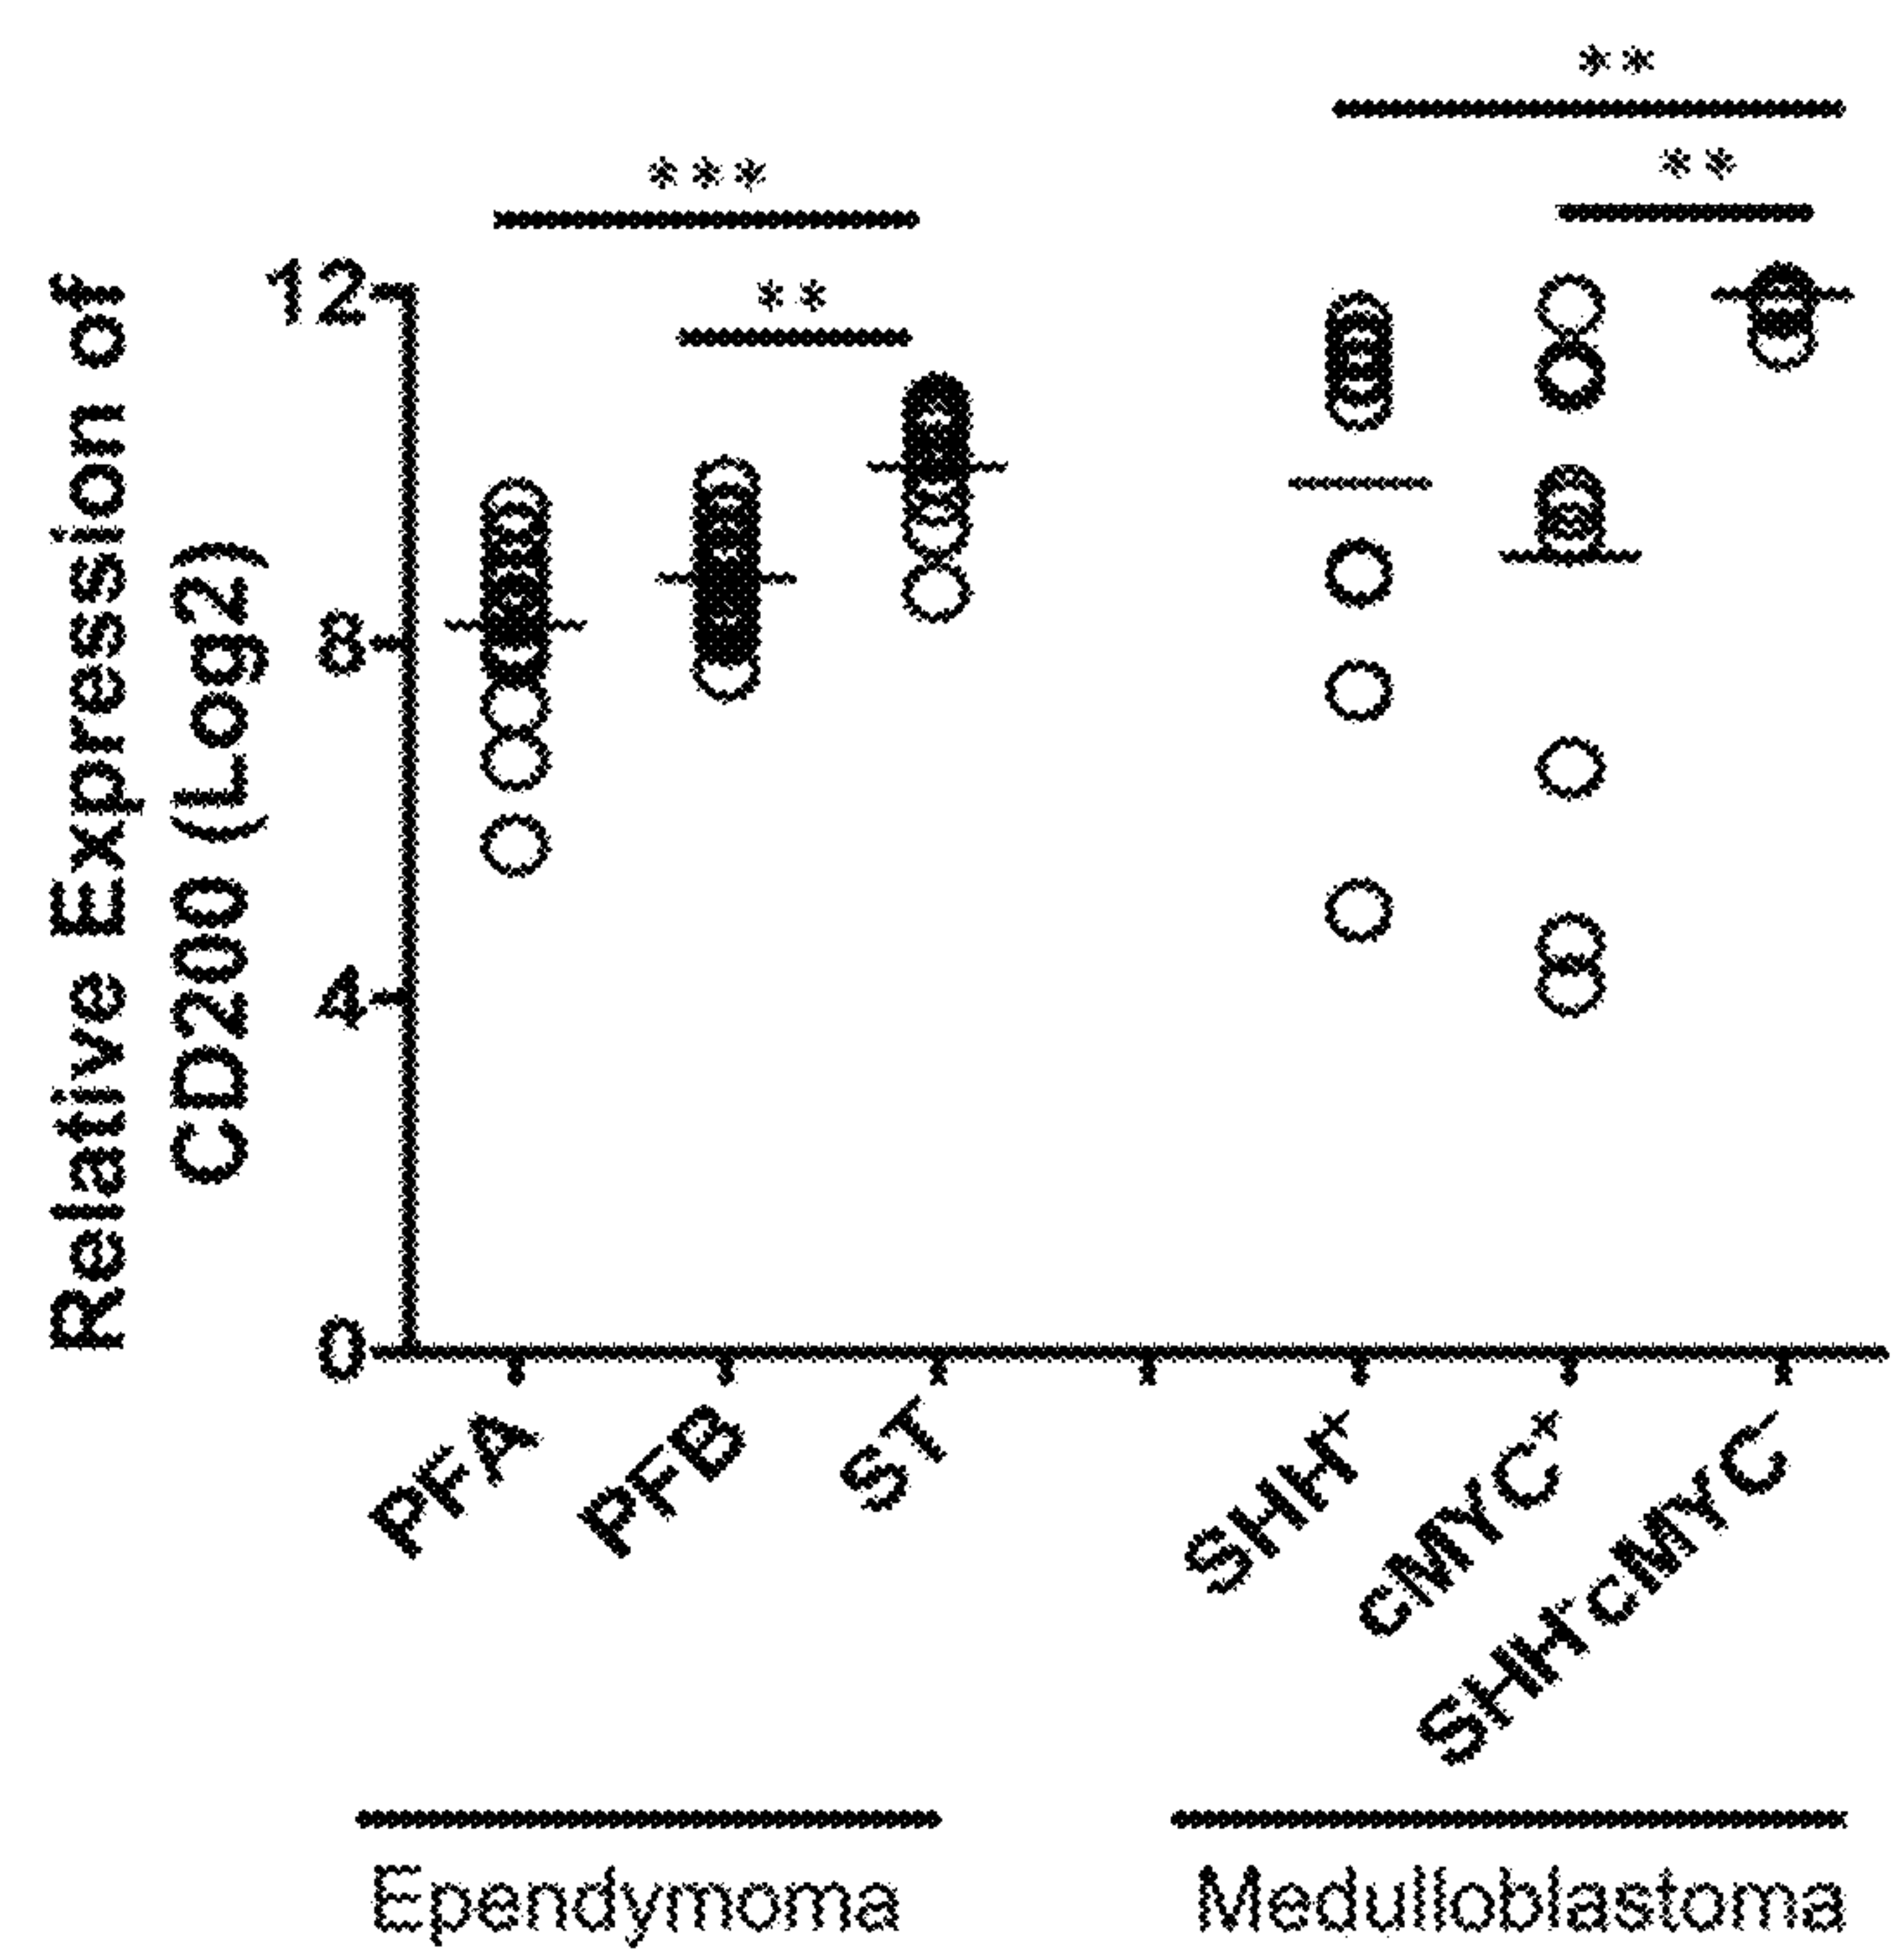 **
**
***
**
Relative Expression of
CD200 (Log2)
12
8
4
0
PFA
PFB
ST
SHH⁺
cMYC⁺
SHH⁻cMYC⁻
Ependymoma
Medulloblastoma